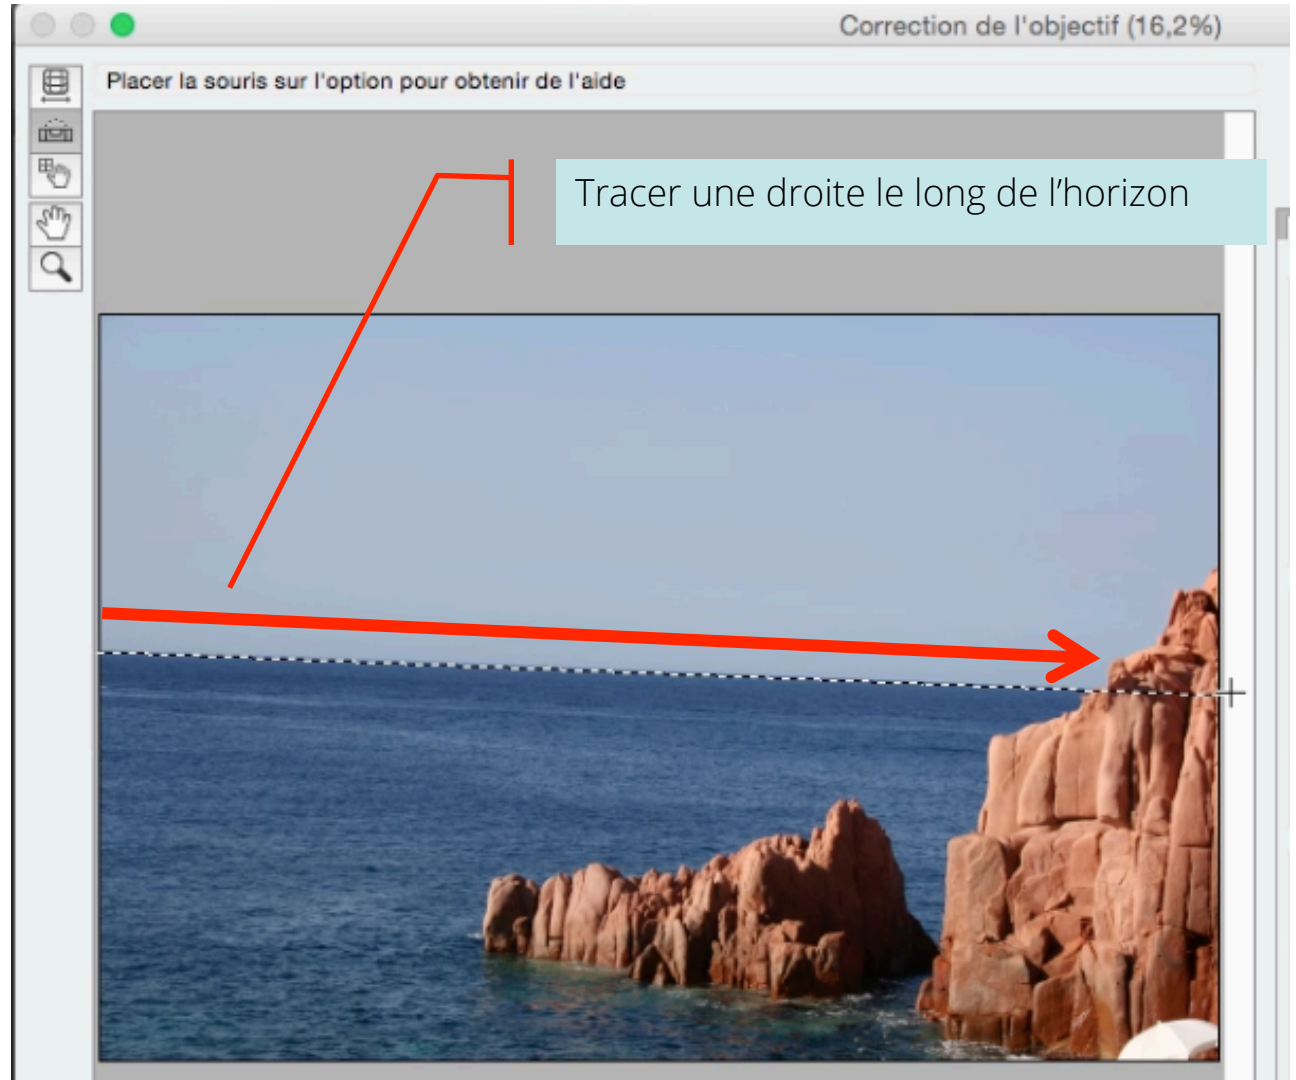 Correction de l'objectif (16,2%)
Placer la souris sur l'option pour obtenir de l'aide
Tracer une droite le long de l’horizon